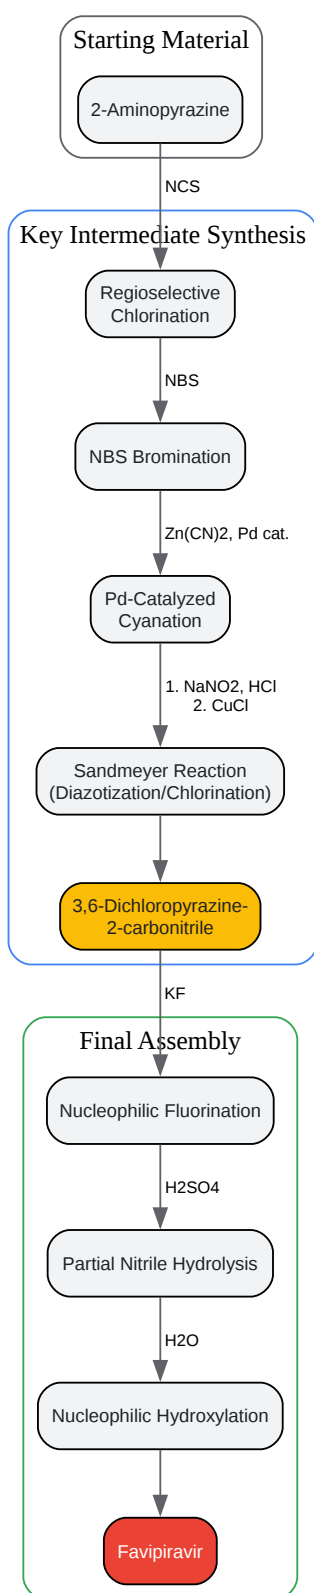 Starting Material
2-Aminopyrazine
NCS
Key Intermediate Synthesis
Regioselective
Chlorination
NBS
NBS Bromination
Zn(CN)2, Pd cat.
Pd-Catalyzed
Cyanation
1. NaNO2, HCl
2. CuCl
Sandmeyer Reaction
(Diazotization/Chlorination)
3,6-Dichloropyrazine-
2-carbonitrile
KF
Final Assembly
Nucleophilic Fluorination
H2SO4
Partial Nitrile Hydrolysis
H2O
Nucleophilic Hydroxylation
Favipiravir